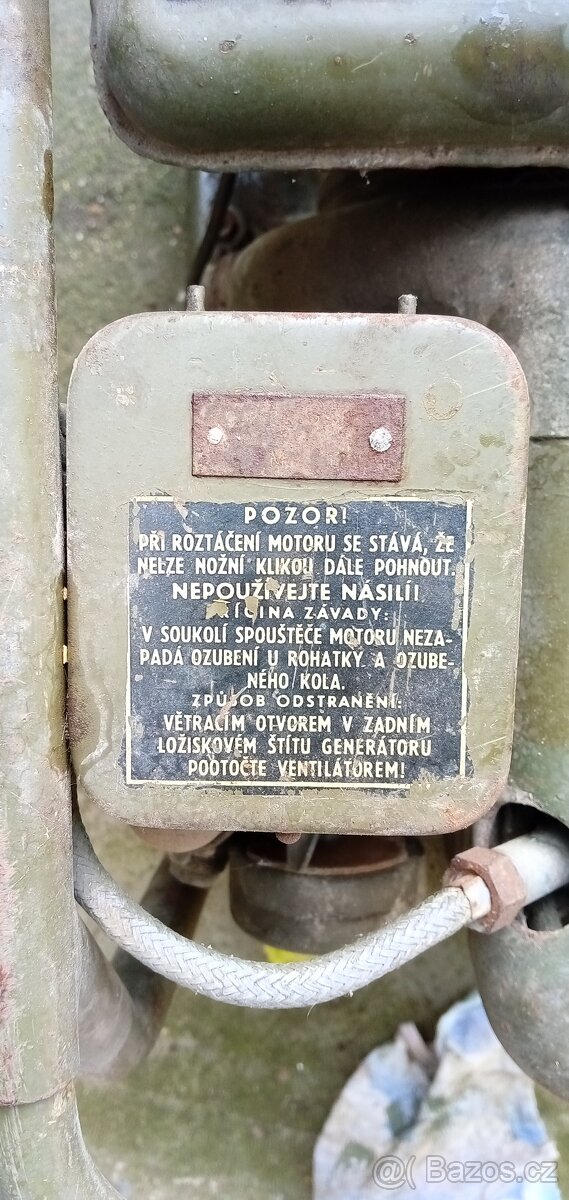 POZOR!
PŘI ROZTÁČENÍ MOTORU SE STÁVÁ, ŽE
NELZE NOŽNÍ KLIKOU DÁLE POHNOUT.
NEPOUŽÍVEJTE NÁSILÍ!
PŘÍČINA ZÁVADY:
V SOUKOLÍ SPOUŠTĚČE MOTORU NEZA-
PADÁ OZUBENÍ U ROHATKY A OZUBE-
NÉHO KOLA.
ZPŮSOB ODSTRANĚNÍ:
VĚTRACÍM OTVOREM V ZADNÍM
LOŽISKOVÉM ŠTÍTU GENERÁTORU
POOTOČTE VENTILÁTOREM!
@( Bazos.cz